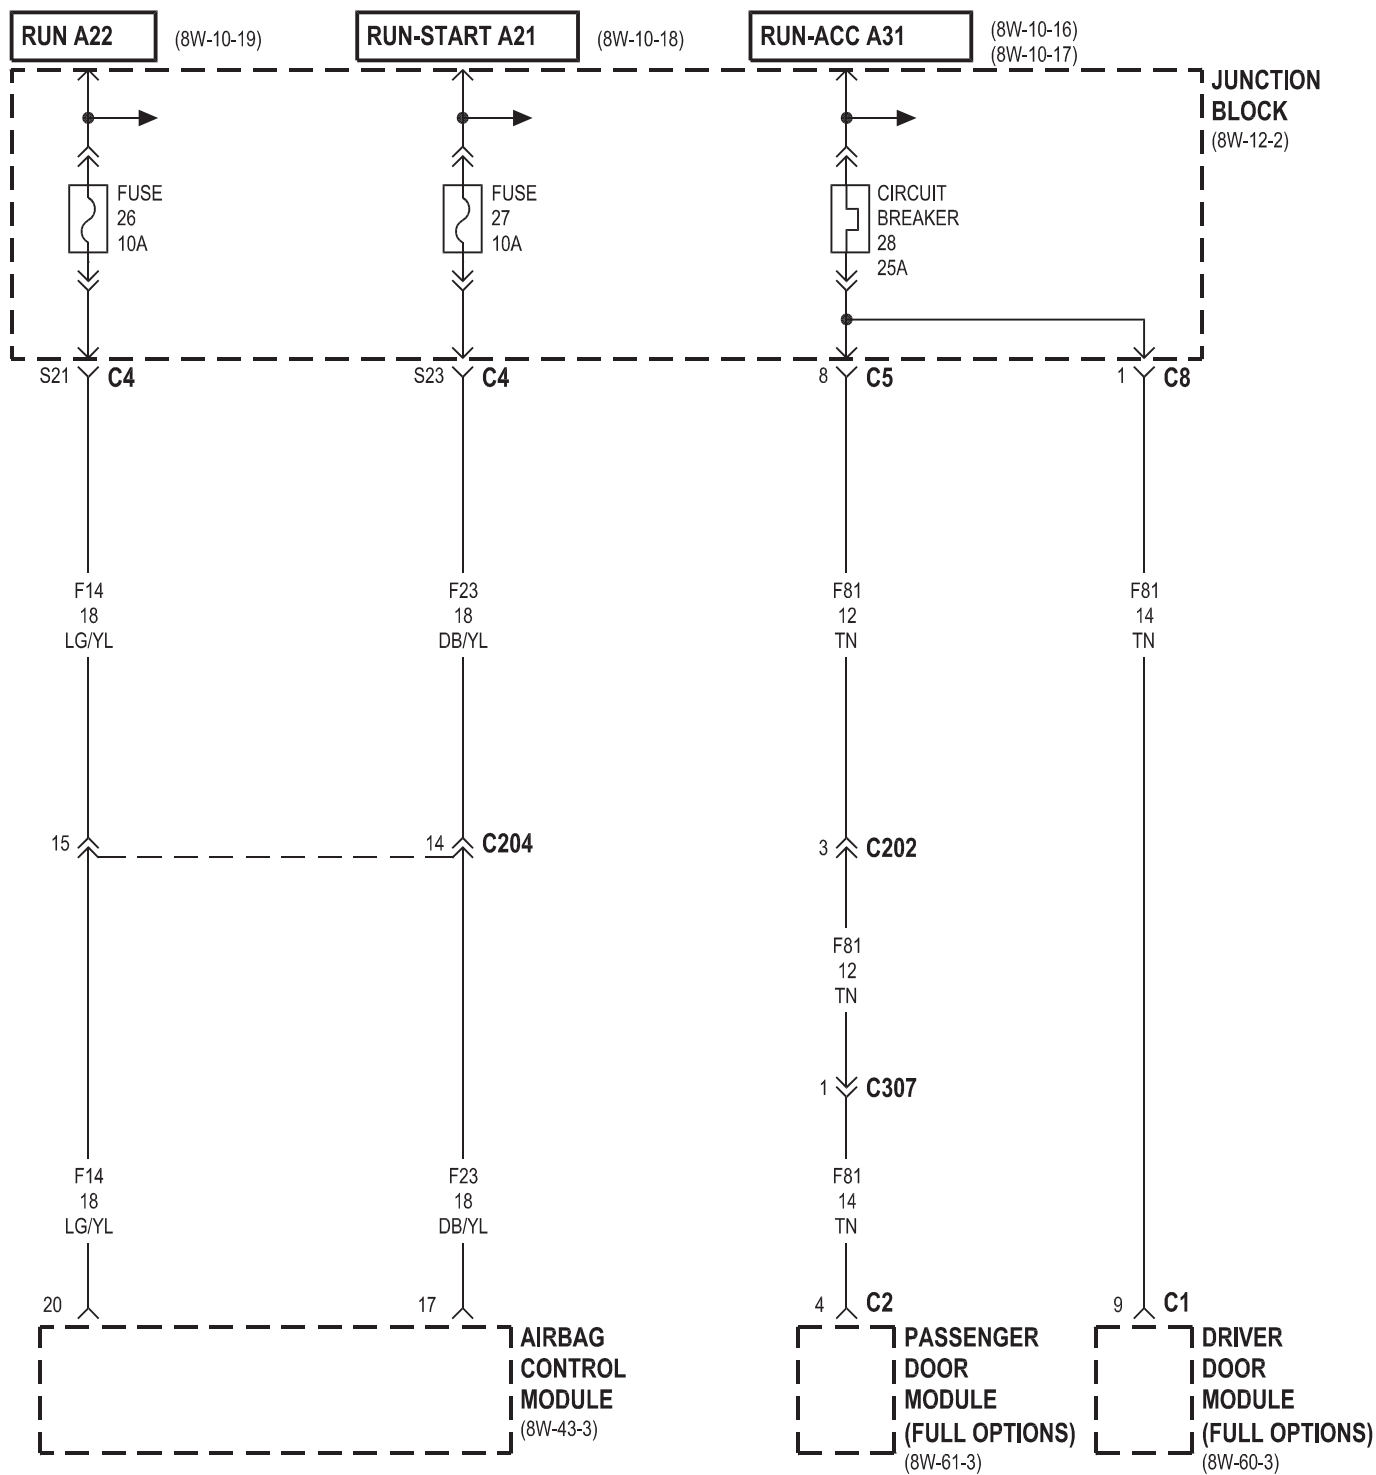 RUN A22
(8W-10-19)
RUN-START A21
(8W-10-18)
RUN-ACC A31
(8W-10-16)
(8W-10-17)
JUNCTION
BLOCK
(8W-12-2)
FUSE
26
10A
FUSE
27
10A
CIRCUIT
BREAKER
28
25A
S21
C4
S23
C4
8
C5
1
C8
F14
18
LG/YL
F23
18
DB/YL
F81
12
TN
F81
14
TN
15
14
C204
3
C202
F81
12
TN
1
C307
F14
18
LG/YL
F23
18
DB/YL
F81
14
TN
20
17
4
C2
9
C1
AIRBAG
CONTROL
MODULE
(8W-43-3)
PASSENGER
DOOR
MODULE
(FULL OPTIONS)
(8W-61-3)
DRIVER
DOOR
MODULE
(FULL OPTIONS)
(8W-60-3)